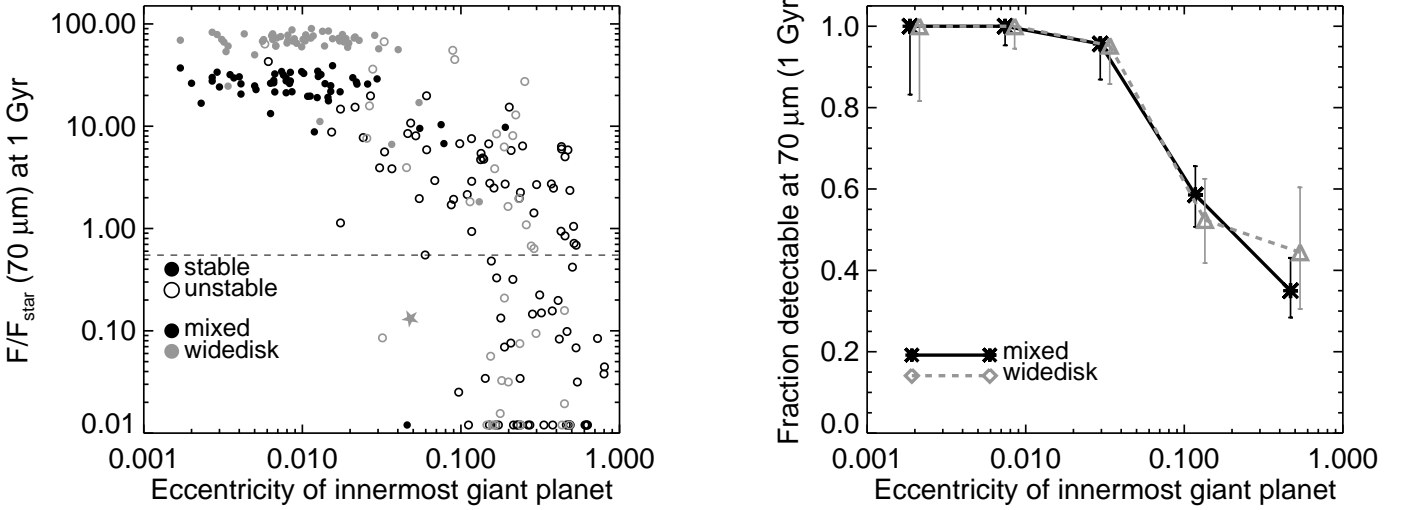 F/Fstar (70 μm) at 1 Gyr
100.00
10.00
1.00
0.10
0.01
stable
unstable
mixed
widedisk
0.001
0.010
0.100
1.000
Eccentricity of innermost giant planet
Fraction detectable at 70 μm (1 Gyr
1.0
0.8
0.6
0.4
0.2
0.0
mixed
widedisk
0.001
0.010
0.100
1.000
Eccentricity of innermost giant planet